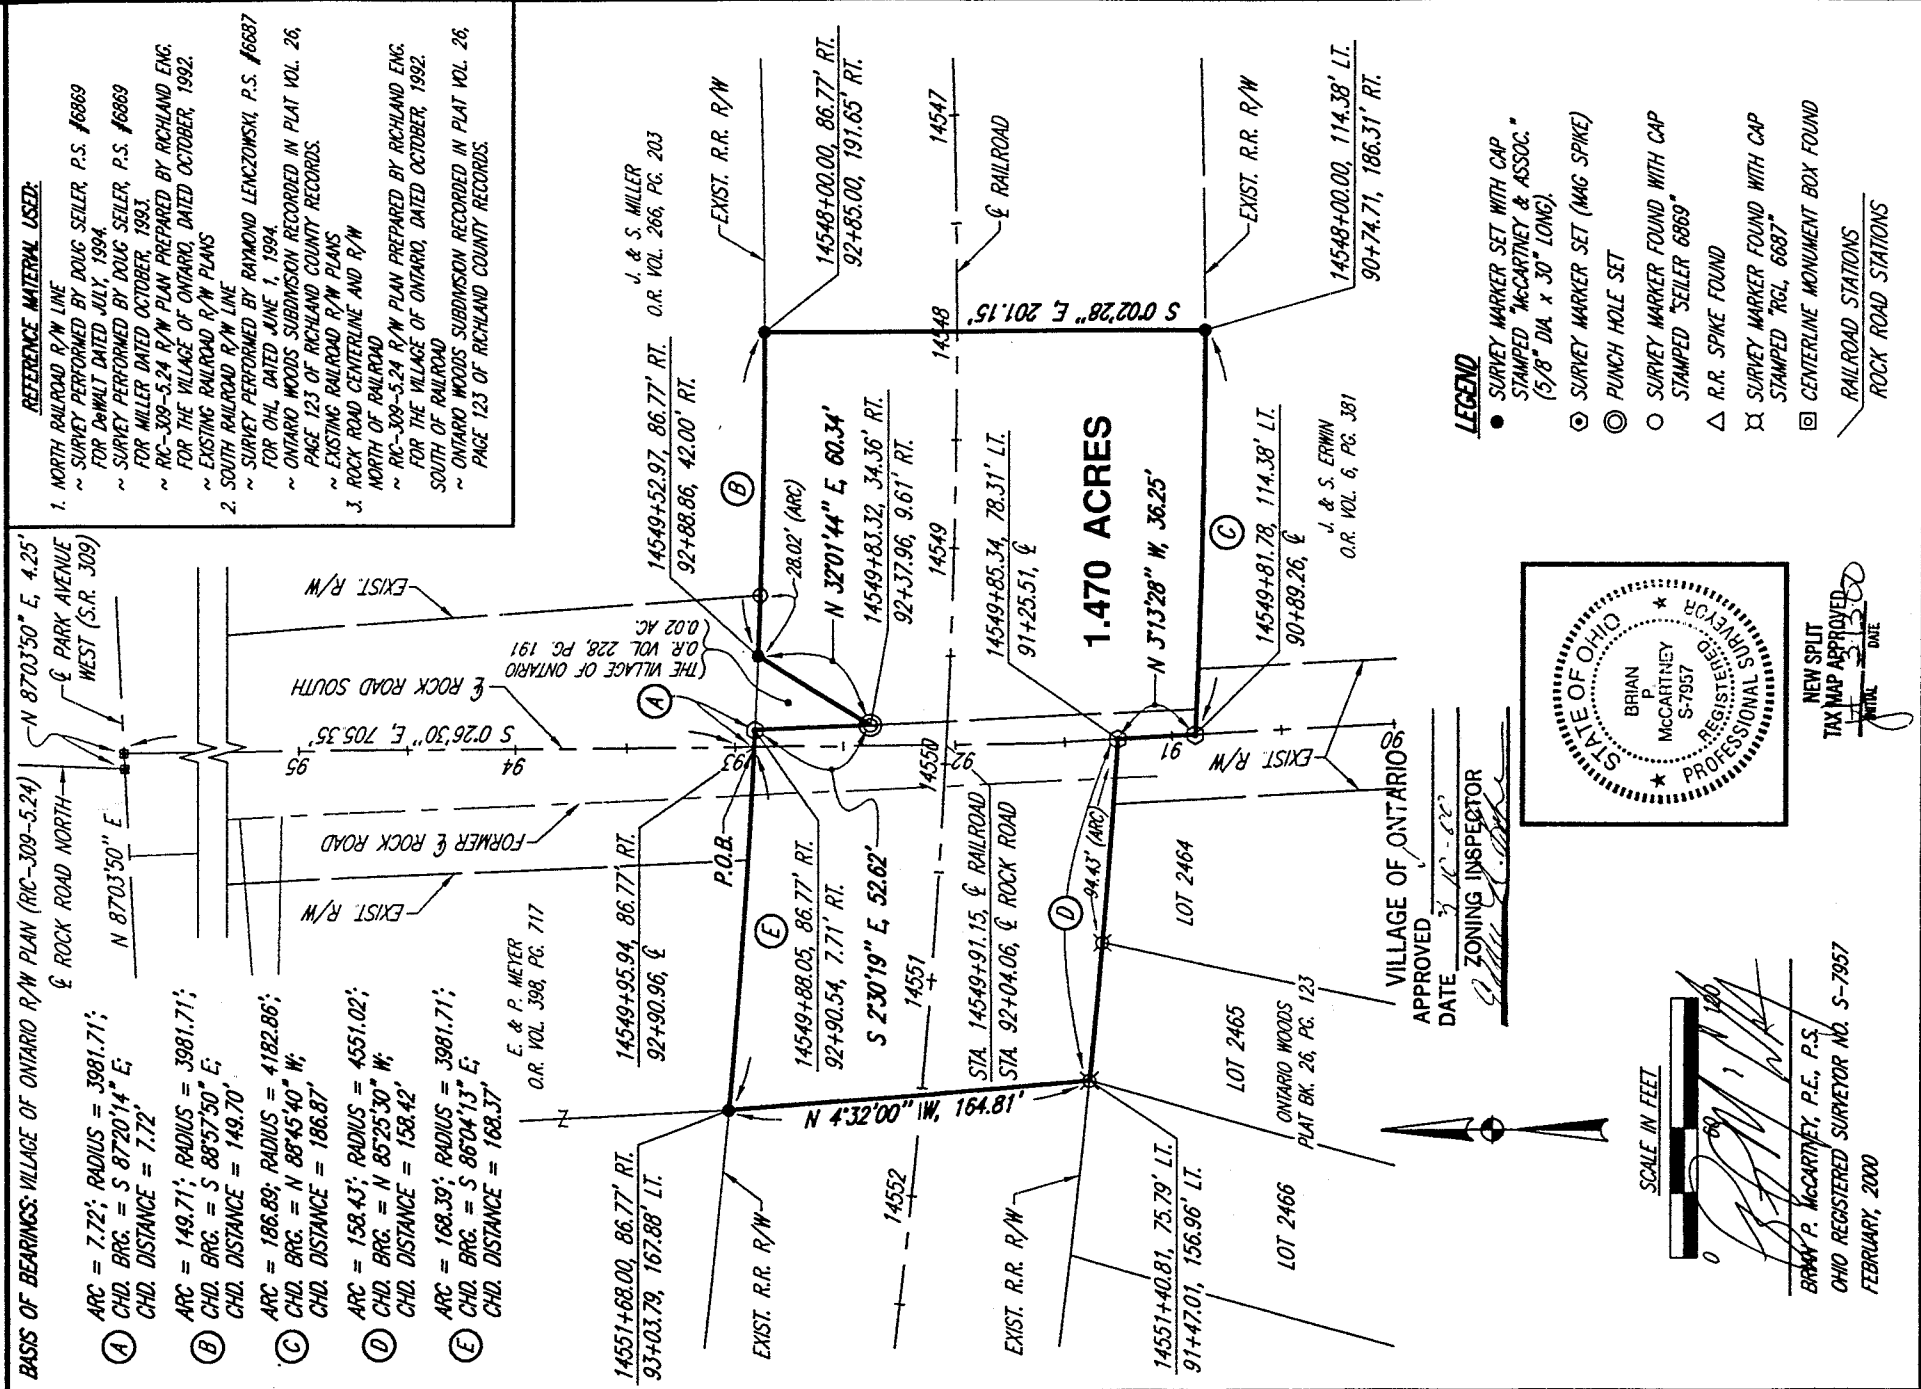 BASIS OF BEARINGS: VILLAGE OF ONTARIO R/W PLAN (RIC-309-5.24)
A
ARC = 7.72'; RADIUS = 3981.71';
CHD. BRG. = S 87°20'14" E;
CHD. DISTANCE = 7.72'
B
ARC = 149.71'; RADIUS = 3981.71';
CHD. BRG. = S 88°57'50" E;
CHD. DISTANCE = 149.70'
C
ARC = 186.89; RADIUS = 4182.86';
CHD. BRG. = N 88°45'40" W;
CHD. DISTANCE = 186.87'
D
ARC = 158.43'; RADIUS = 4551.02';
CHD. BRG. = N 85°25'30" W;
CHD. DISTANCE = 158.42'
E
ARC = 168.39'; RADIUS = 3981.71';
CHD. BRG. = S 86°04'13" E;
CHD. DISTANCE = 168.37'
REFERENCE MATERIAL USED:
1. NORTH RAILROAD R/W LINE
~ SURVEY PERFORMED BY DOUG SEILER, P.S. #6869
FOR DeWALT DATED JULY, 1994.
~ SURVEY PERFORMED BY DOUG SEILER, P.S. #6869
FOR MILLER DATED OCTOBER, 1993.
~ RIC-309-5.24 R/W PLAN PREPARED BY RICHLAND ENG.
FOR THE VILLAGE OF ONTARIO, DATED OCTOBER, 1992.
~ EXISTING RAILROAD R/W PLANS
2. SOUTH RAILROAD R/W LINE
~ SURVEY PERFORMED BY RAYMOND LENCZOWSKI, P.S. #6687
FOR OHL, DATED JUNE 1, 1994.
~ ONTARIO WOODS SUBDIVISION RECORDED IN PLAT VOL. 26,
PAGE 123 OF RICHLAND COUNTY RECORDS.
~ EXISTING RAILROAD R/W PLANS
3. ROCK ROAD CENTERLINE AND R/W
NORTH OF RAILROAD
~ RIC-309-5.24 R/W PLAN PREPARED BY RICHLAND ENG.
FOR THE VILLAGE OF ONTARIO, DATED OCTOBER, 1992.
SOUTH OF RAILROAD
~ ONTARIO WOODS SUBDIVISION RECORDED IN PLAT VOL. 26,
PAGE 123 OF RICHLAND COUNTY RECORDS.
℄ ROCK ROAD NORTH
N 87°03'50" E
N 87°03'50" E, 4.25'
℄ PARK AVENUE
WEST (S.R. 309)
EXIST. R/W
FORMER ℄ ROCK ROAD
S 0°26'30" E, 705.35'
℄ ROCK ROAD SOUTH
EXIST. R/W
95
94
93
92
91
90
(THE VILLAGE OF ONTARIO
O.R. VOL. 228, PG. 191
0.02 AC.
E. & P. MEYER
O.R. VOL. 398, PG. 717
J. & S. MILLER
O.R. VOL. 266, PG. 203
14551+68.00, 86.77' RT.
93+03.79, 167.88' LT.
14549+95.94, 86.77' RT.
92+90.96, ℄
P.O.B.
A
14549+52.97, 86.77' RT.
92+88.86, 42.00' RT.
B
EXIST. R.R. R/W
14548+00.00, 86.77' RT.
92+85.00, 191.65' RT.
EXIST. R.R. R/W
E
14549+88.05, 86.77' RT.
92+90.54, 7.71' RT.
S 2°30'19" E, 52.62'
28.02' (ARC)
N 32°01'44" E, 60.34'
14549+83.32, 34.36' RT.
92+37.96, 9.61' RT.
N 4°32'00" W, 164.81'
14552
14551
14550
14549
14548
14547
℄ RAILROAD
S 0°02'28" E, 201.15'
STA. 14549+91.15, ℄ RAILROAD
STA. 92+04.06, ℄ ROCK ROAD
14549+85.34, 78.31' LT.
91+25.51, ℄
1.470 ACRES
EXIST. R.R. R/W
D
94.43' (ARC)
N 3°13'28" W, 36.25'
C
EXIST. R.R. R/W
14551+40.81, 75.79' LT.
91+47.01, 156.96' LT.
EXIST. R/W
14549+81.78, 114.38' LT.
90+89.26, ℄
14548+00.00, 114.38' LT.
90+74.71, 186.31' RT.
J. & S. ERWIN
O.R. VOL. 6, PG. 381
LOT 2466
LOT 2465
LOT 2464
ONTARIO WOODS
PLAT BK. 26, PG. 123
LEGEND
SURVEY MARKER SET WITH CAP
STAMPED "McCARTNEY & ASSOC."
(5/8" DIA. x 30" LONG).
SURVEY MARKER SET (MAG SPIKE)
PUNCH HOLE SET
SURVEY MARKER FOUND WITH CAP
STAMPED "SEILER 6869"
R.R. SPIKE FOUND
SURVEY MARKER FOUND WITH CAP
STAMPED "RGL, 6687"
CENTERLINE MONUMENT BOX FOUND
RAILROAD STATIONS
ROCK ROAD STATIONS
VILLAGE OF ONTARIO
APPROVED
DATE
ZONING INSPECTOR
STATE OF OHIO
BRIAN
P.
McCARTNEY
S-7957
REGISTERED
PROFESSIONAL SURVEYOR
NEW SPLIT
TAX MAP APPROVED
INITIAL
DATE
SCALE IN FEET
0 60 120
BRIAN P. McCARTNEY, P.E., P.S.
OHIO REGISTERED SURVEYOR NO. S-7957
FEBRUARY, 2000